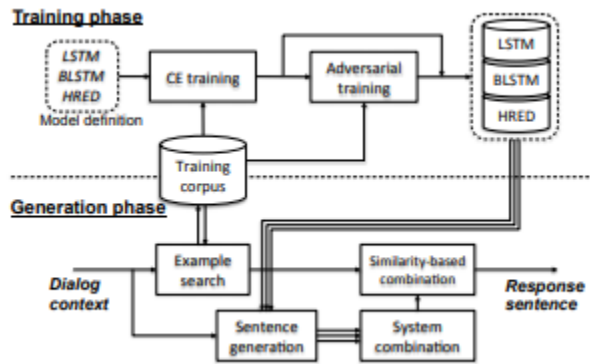 Training phase
LSTM
BLSTM
HRED
Model definition
CE training
Adversarial
training
LSTM
BLSTM
HRED
Training
corpus
Generation phase
Example
search
Similarity-based
combination
Dialog
context
Response
sentence
Sentence
generation
System
combination